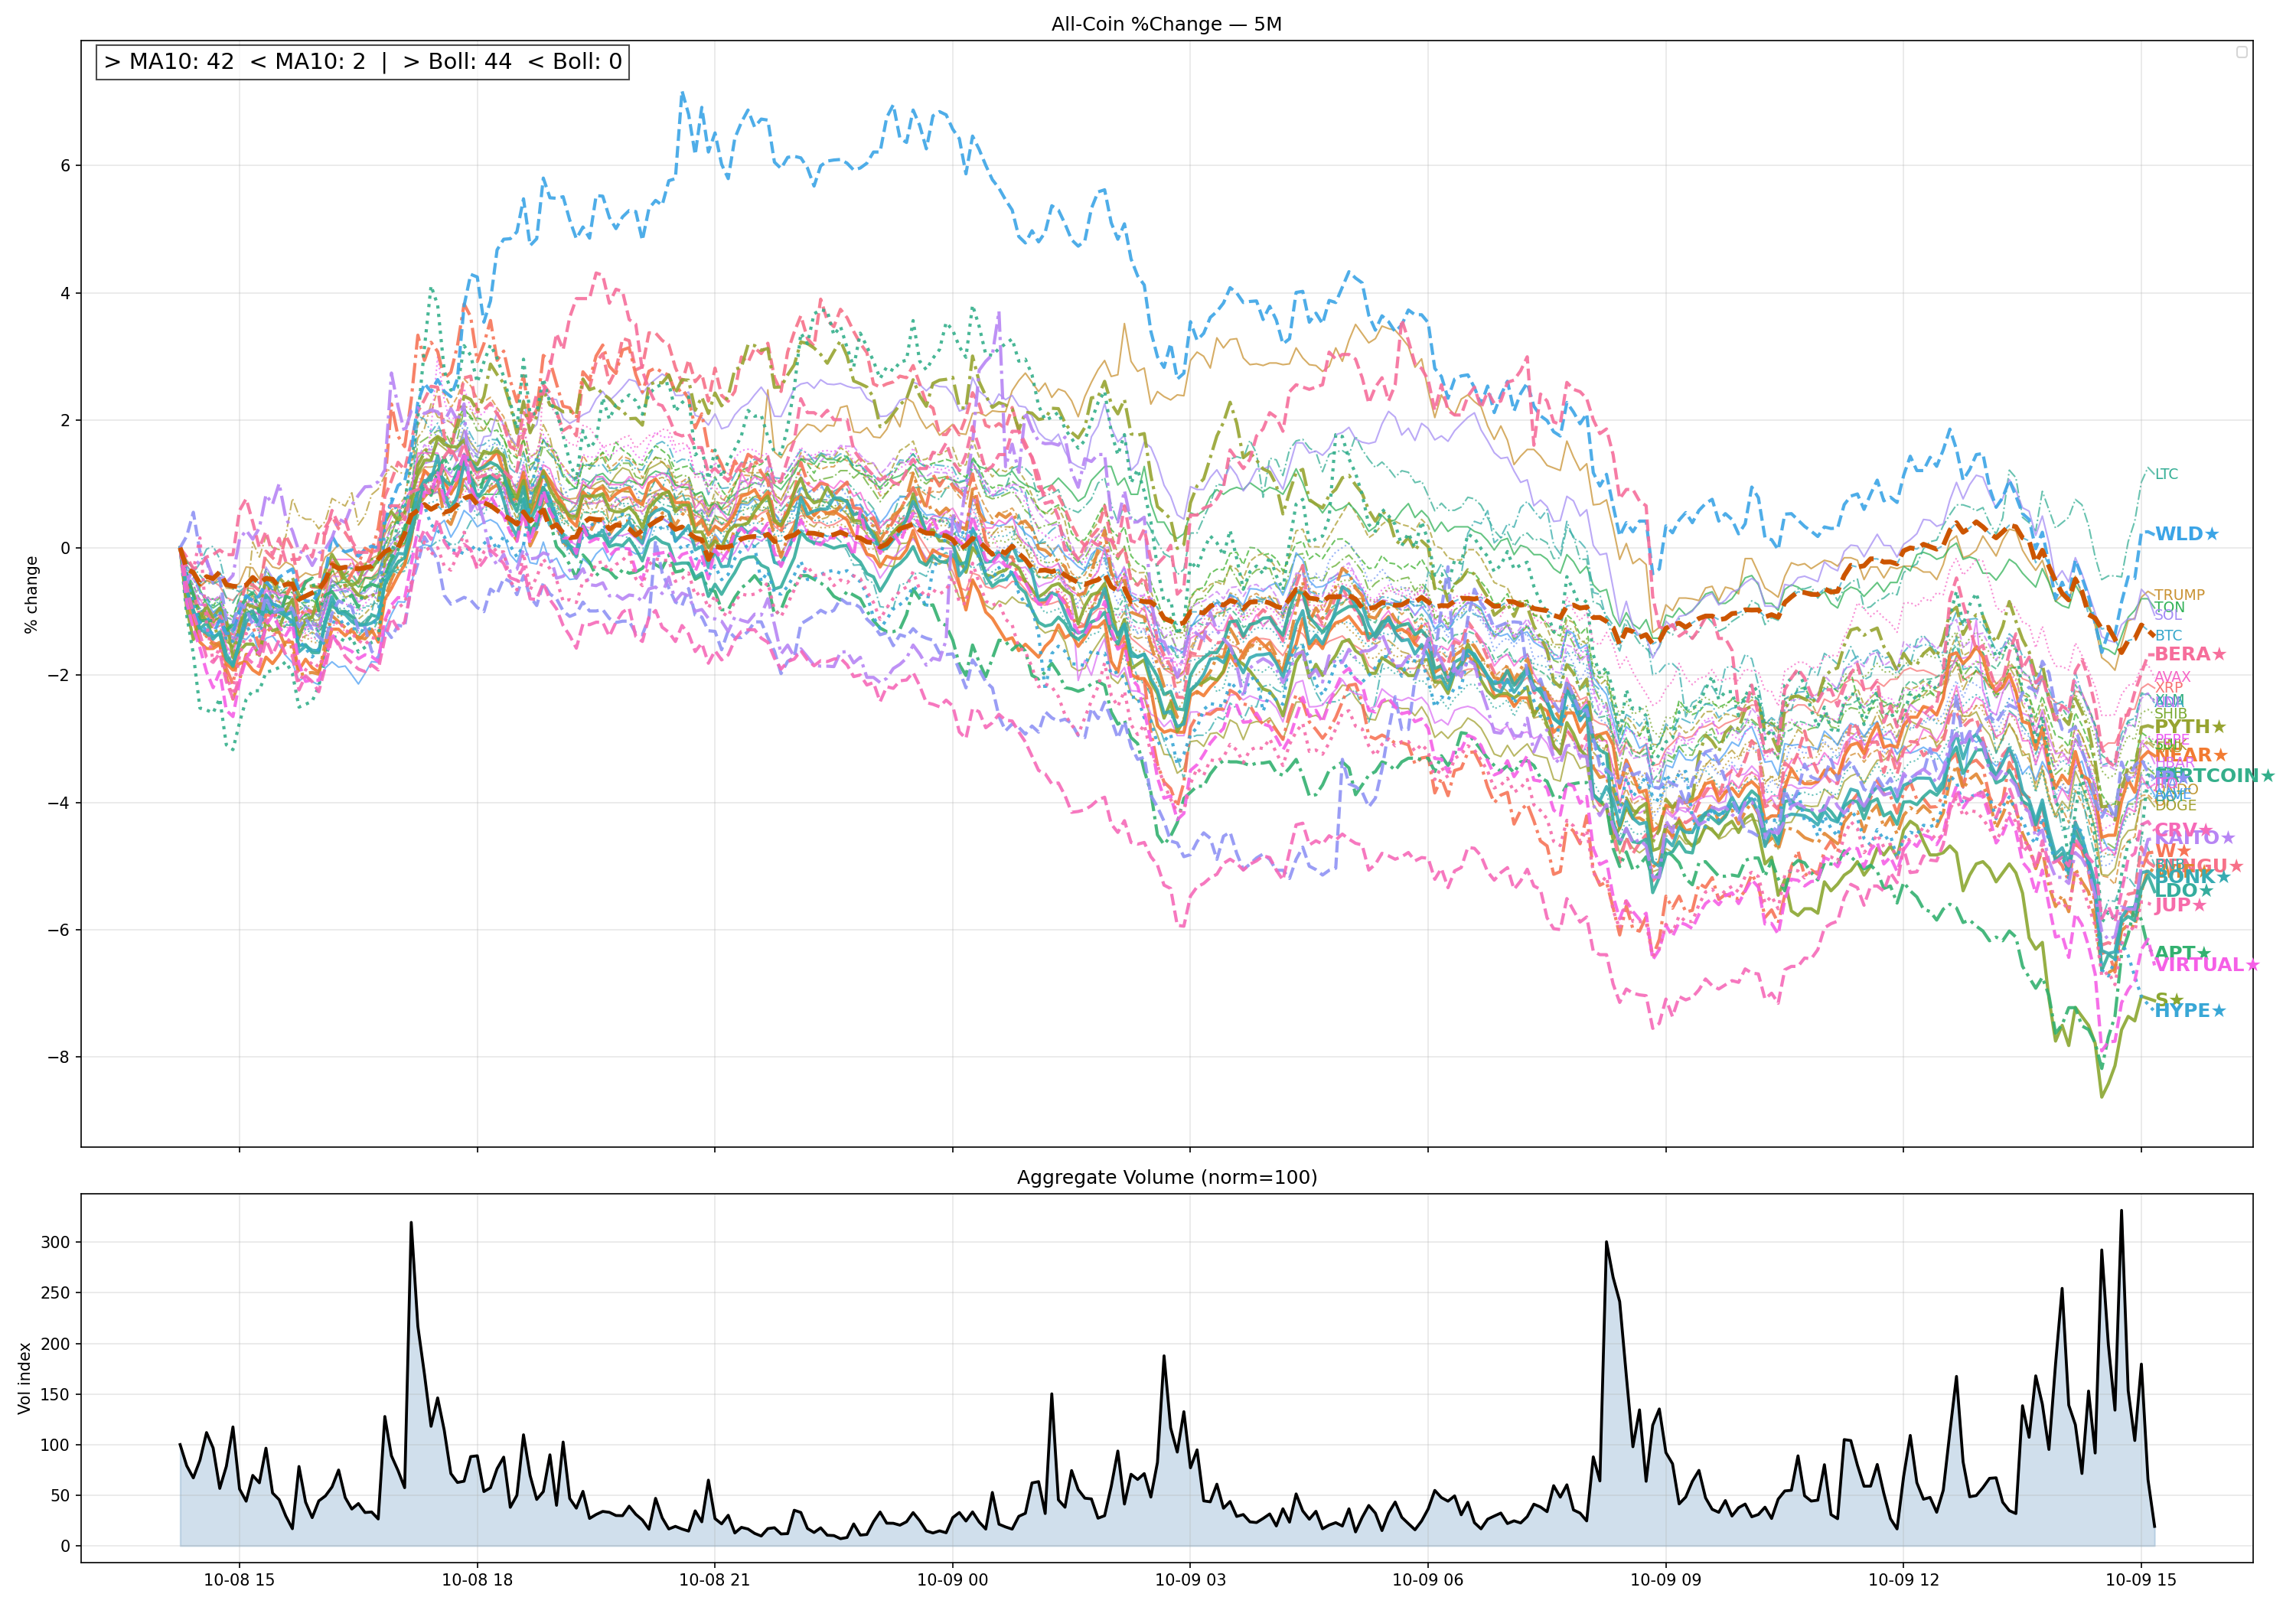 All-Coin %Change — 5M
> MA10: 42 < MA10: 2 | > Boll: 44 < Boll: 0
% change
6
4
2
0
−2
−4
−6
−8
LTC
WLD★
TRUMP
TON
SOL
BTC
BERA★
AVAX
XRP
XLM
SHIB
PYTH★
NEAR★
DOGE
CRV★
KAITO★
W★
BONK★
LDO★
JUP★
APT★
VIRTUAL★
S★
HYPE★
Aggregate Volume (norm=100)
Vol index
300
250
200
150
100
50
0
10-08 15
10-08 18
10-08 21
10-09 00
10-09 03
10-09 06
10-09 09
10-09 12
10-09 15